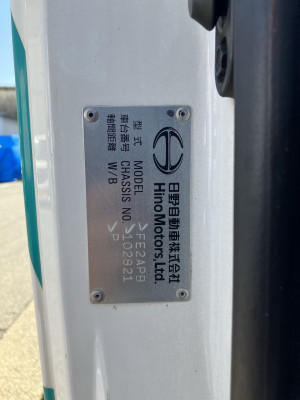 日野自動車株式会社
Hino Motors, Ltd.
型式 MODEL >FE2APB
車台番号 CHASSIS NO. >102821
軸間距離 W/B >P